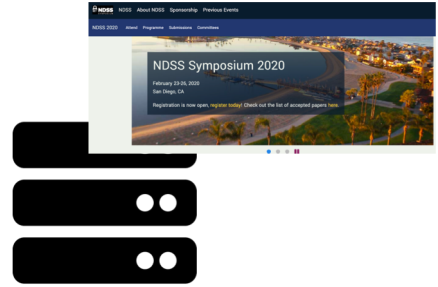 NDSS NDSS About NDSS Sponsorship Previous Events
NDSS 2020 Attend Programme Submissions Committees
NDSS Symposium 2020
February 23-26, 2020
San Diego, CA
Registration is now open, register today! Check out the list of accepted papers here.